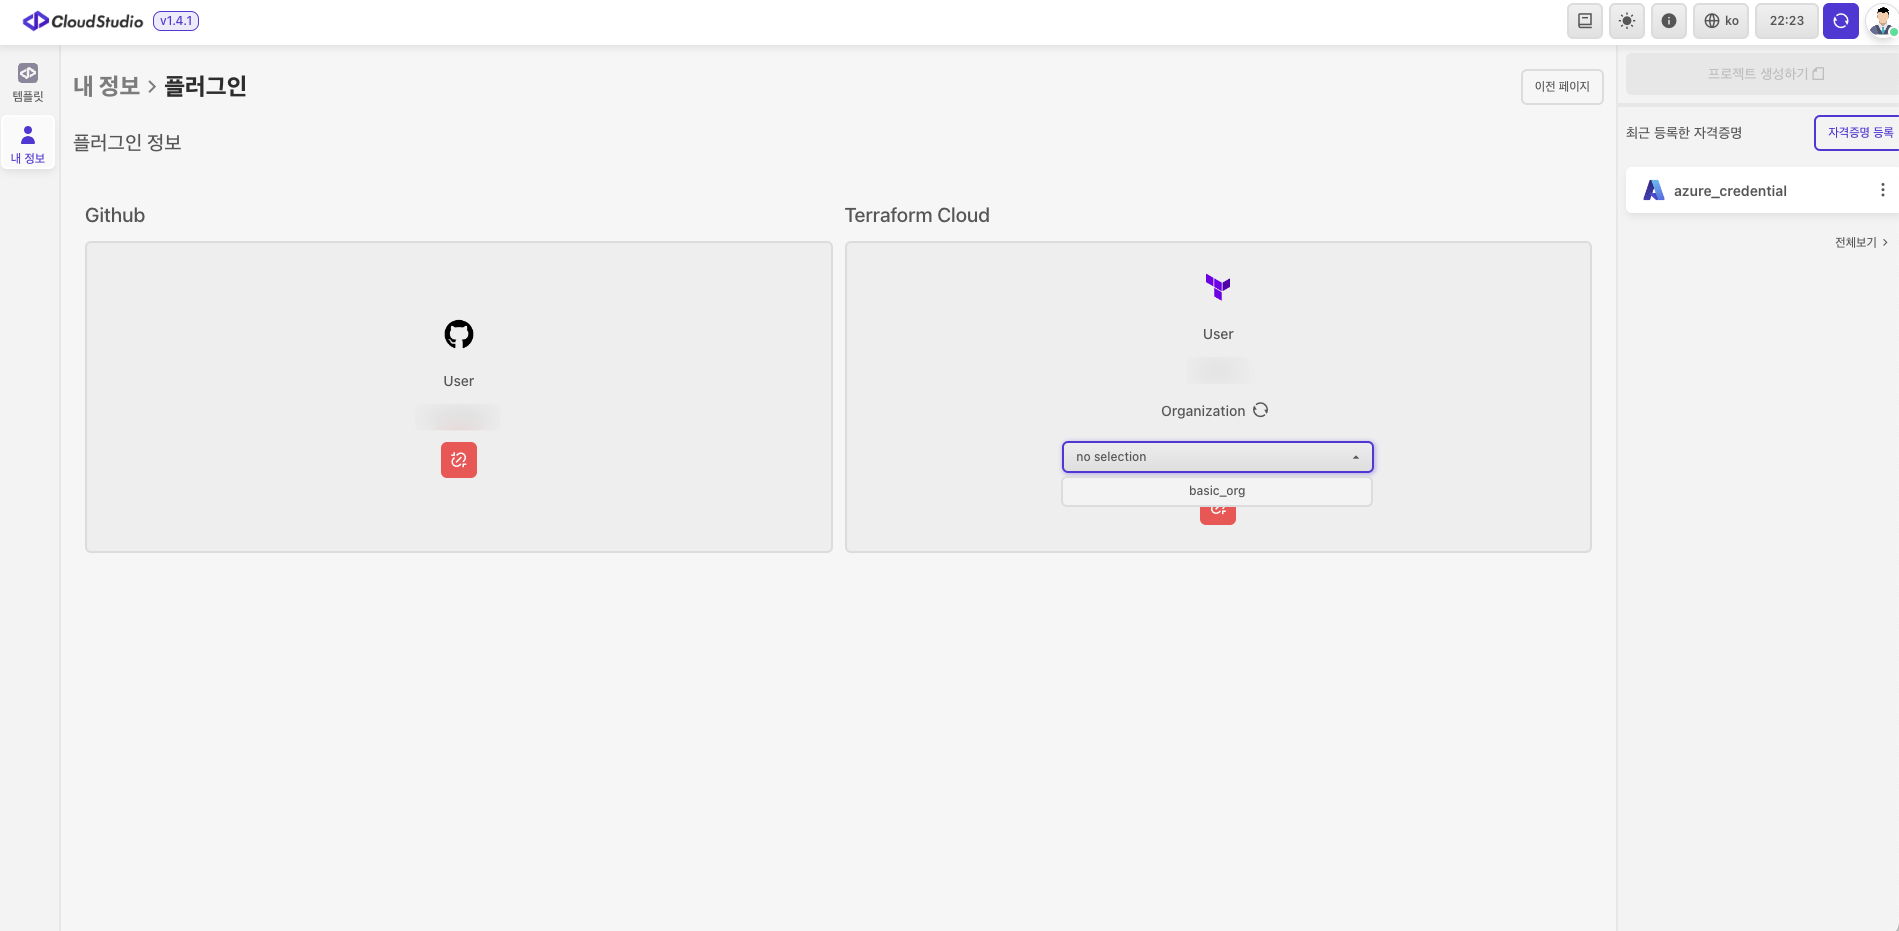 CloudStudio v1.4.1
ko
22:23
템플릿
내 정보
내 정보 > 플러그인
이전 페이지
플러그인 정보
Github
User
Terraform Cloud
User
Organization
no selection
basic_org
프로젝트 생성하기
최근 등록한 자격증명
자격증명 등록
azure_credential
전체보기 >